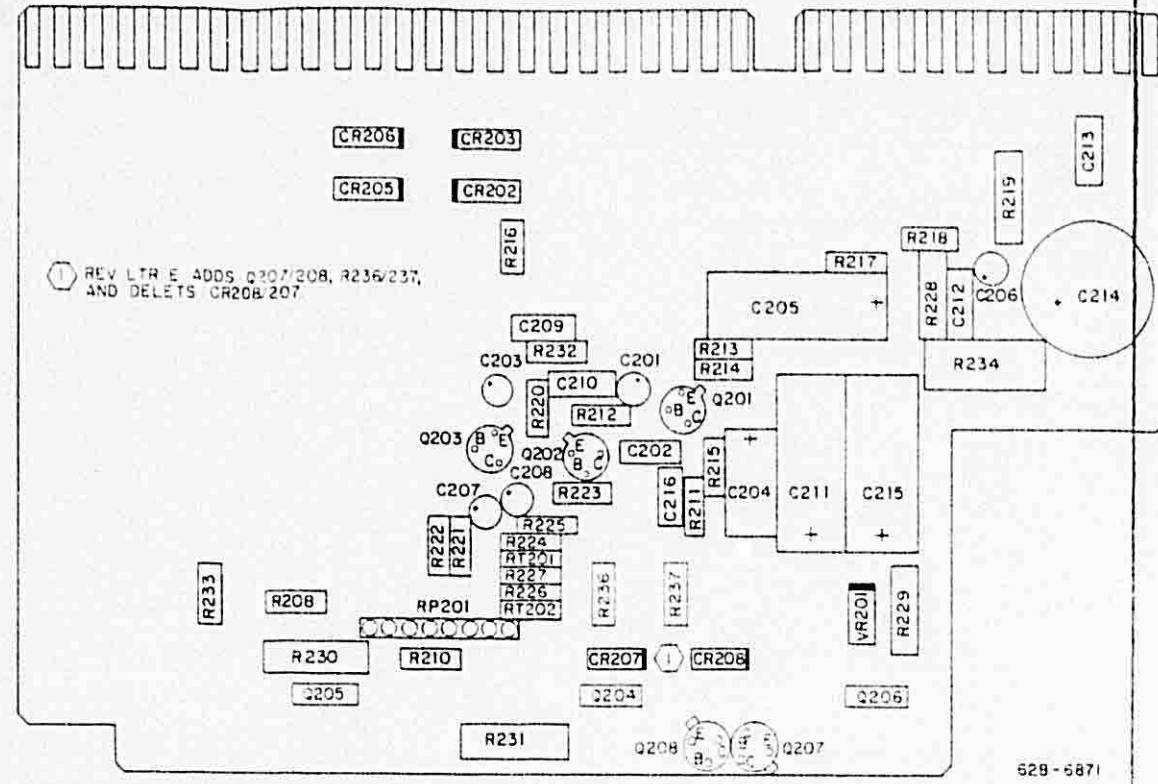 CR206 CR203
C213
CR205 CR202
R219
R216
R218
R217
1 REV LTR E ADDS Q207/208, R236/237,
AND DELETS CR208/207
C206
C214
R228
C212
C205 +
+
C209
R232
R213
R214
R234
C203
C201
C210
R220
R212
Q201
E
B
C
Q203
B
E
C
Q202
E
B
C
C202
R215
+
C204
C211
+
C215
+
C208
C207
R223
C216
R211
R222
R221
R225
R224
RT201
R227
R226
RT202
R236
R237
VR201
R229
R233
R208
RP201
R230
R210
CR207 1 CR208
Q205
Q204
Q206
R231
Q208
E
B
C
Q207
E
B
C
628-6871